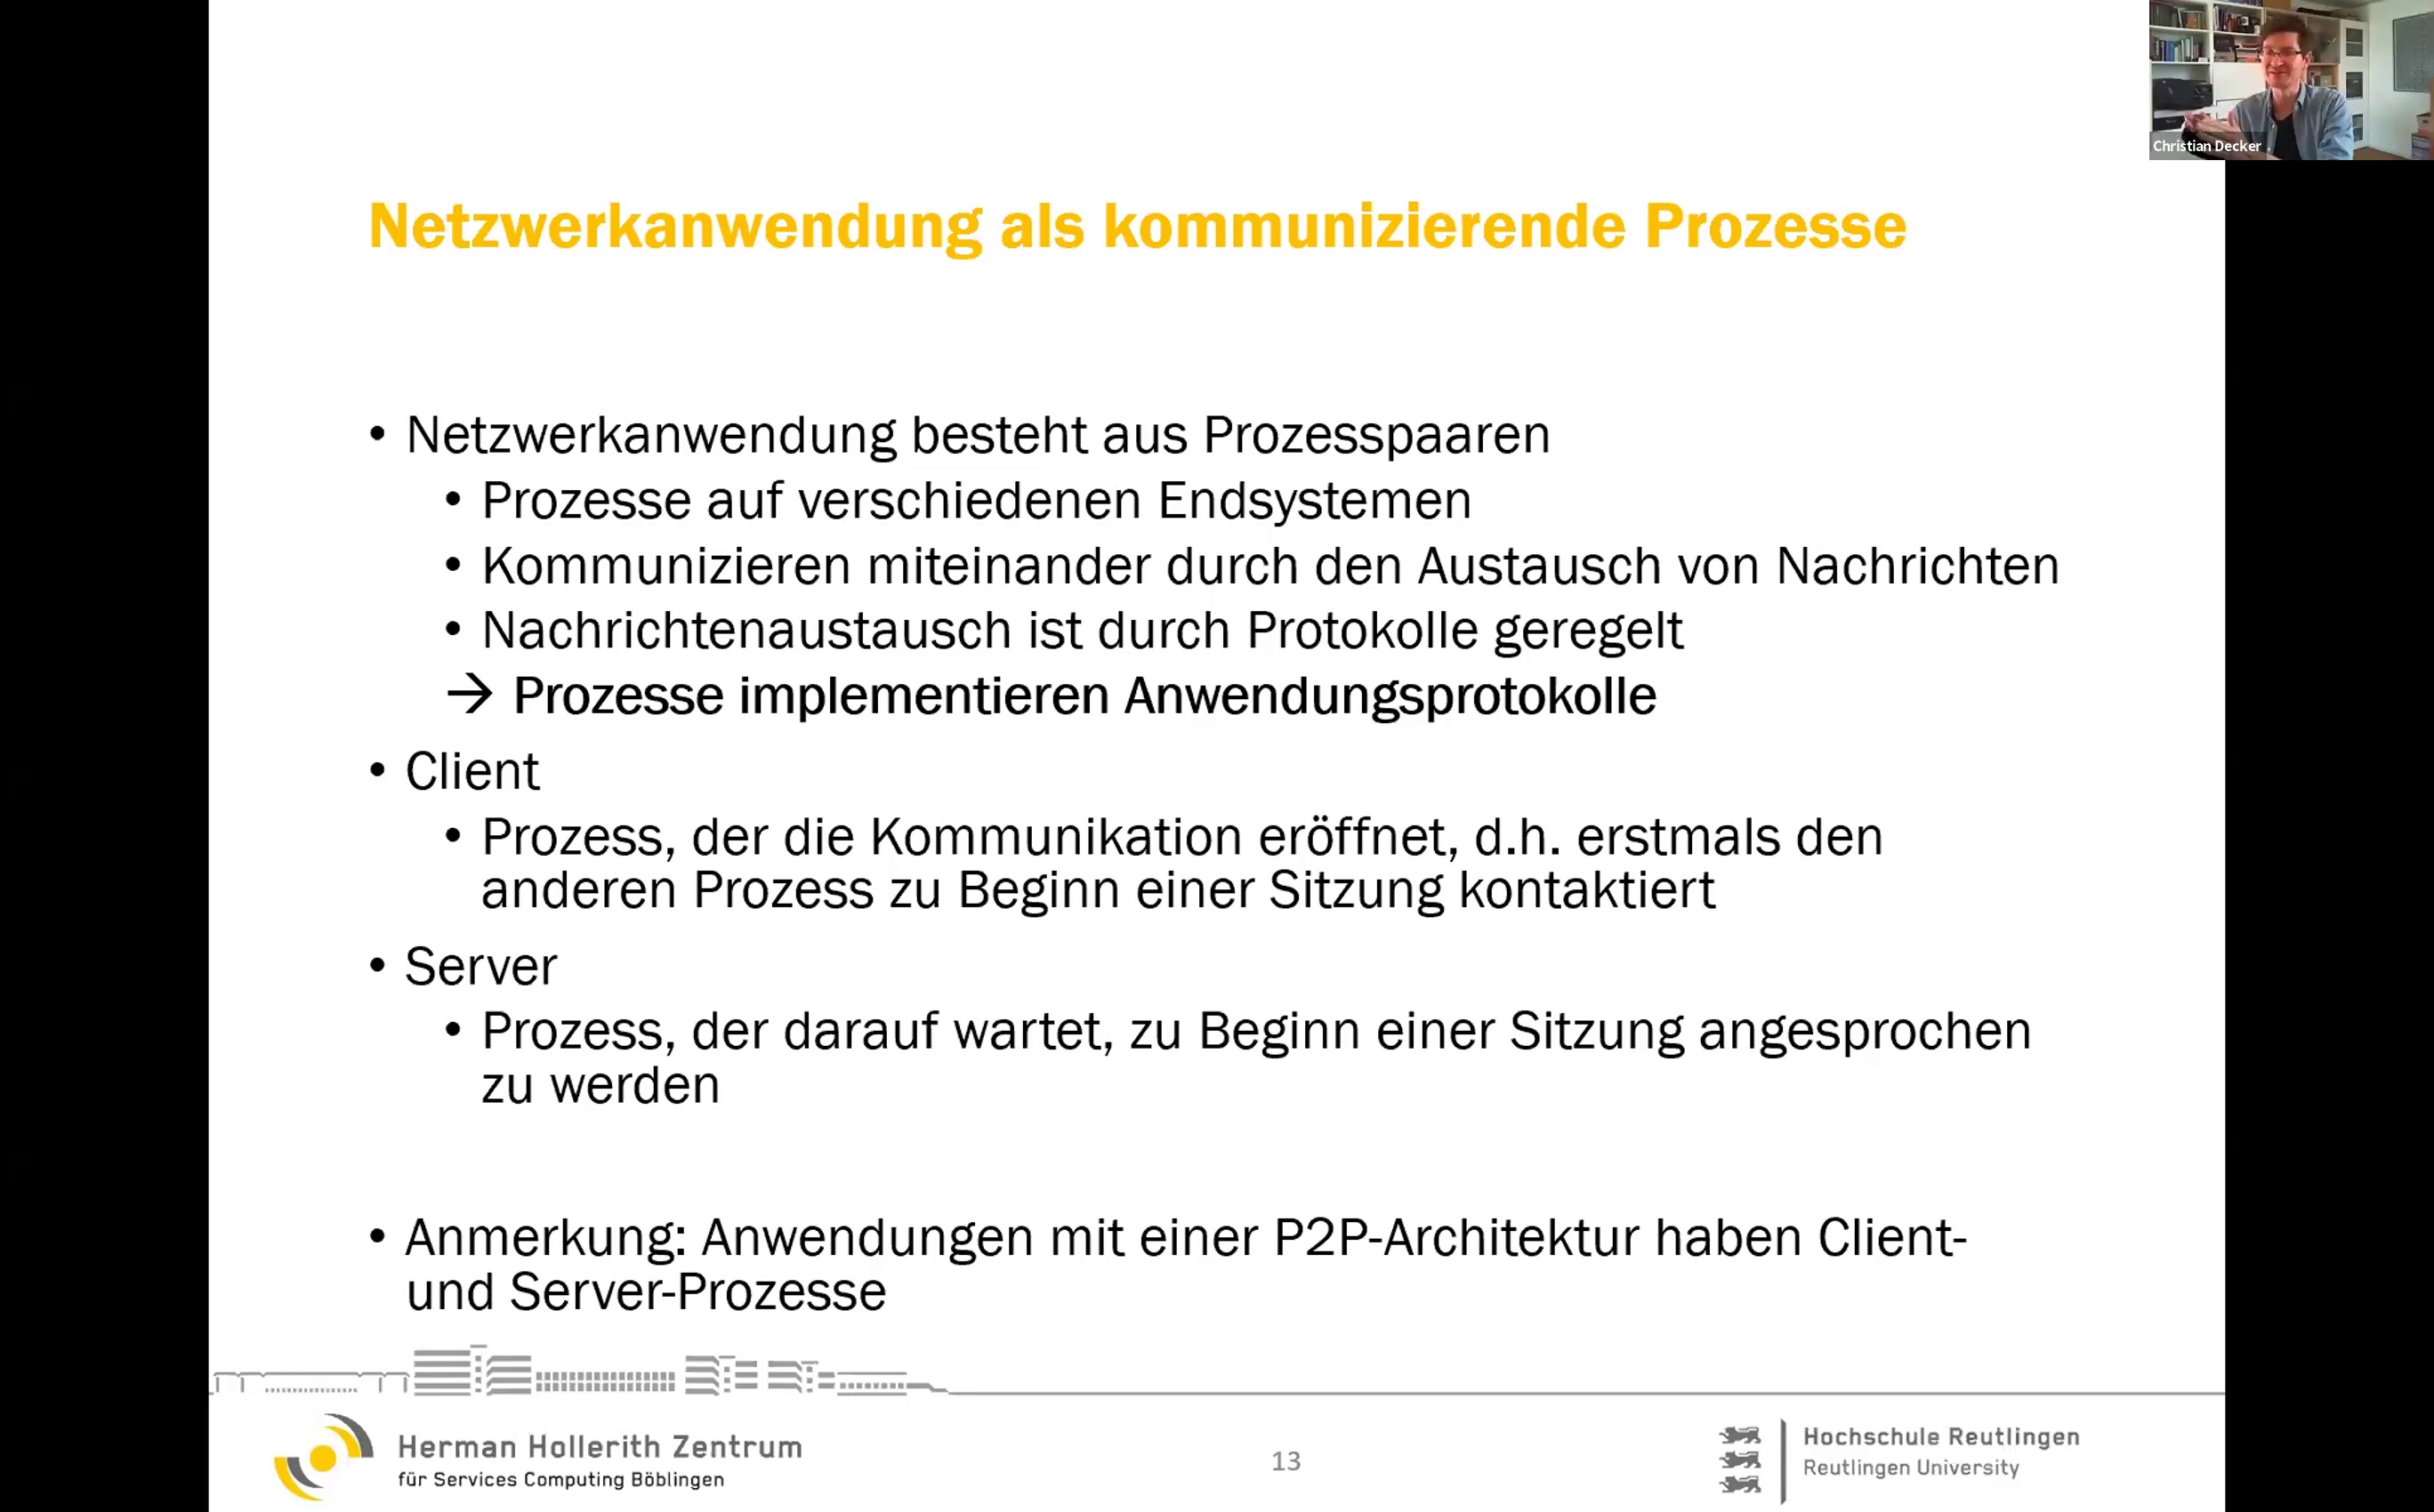 Christian Decker
Netzwerkanwendung als kommunizierende Prozesse
• Netzwerkanwendung besteht aus Prozesspaaren
• Prozesse auf verschiedenen Endsystemen
• Kommunizieren miteinander durch den Austausch von Nachrichten
• Nachrichtenaustausch ist durch Protokolle geregelt
→ Prozesse implementieren Anwendungsprotokolle
• Client
• Prozess, der die Kommunikation eröffnet, d.h. erstmals den
anderen Prozess zu Beginn einer Sitzung kontaktiert
• Server
• Prozess, der darauf wartet, zu Beginn einer Sitzung angesprochen
zu werden
• Anmerkung: Anwendungen mit einer P2P-Architektur haben Client-
und Server-Prozesse
Herman Hollerith Zentrum
für Services Computing Böblingen
13
Hochschule Reutlingen
Reutlingen University